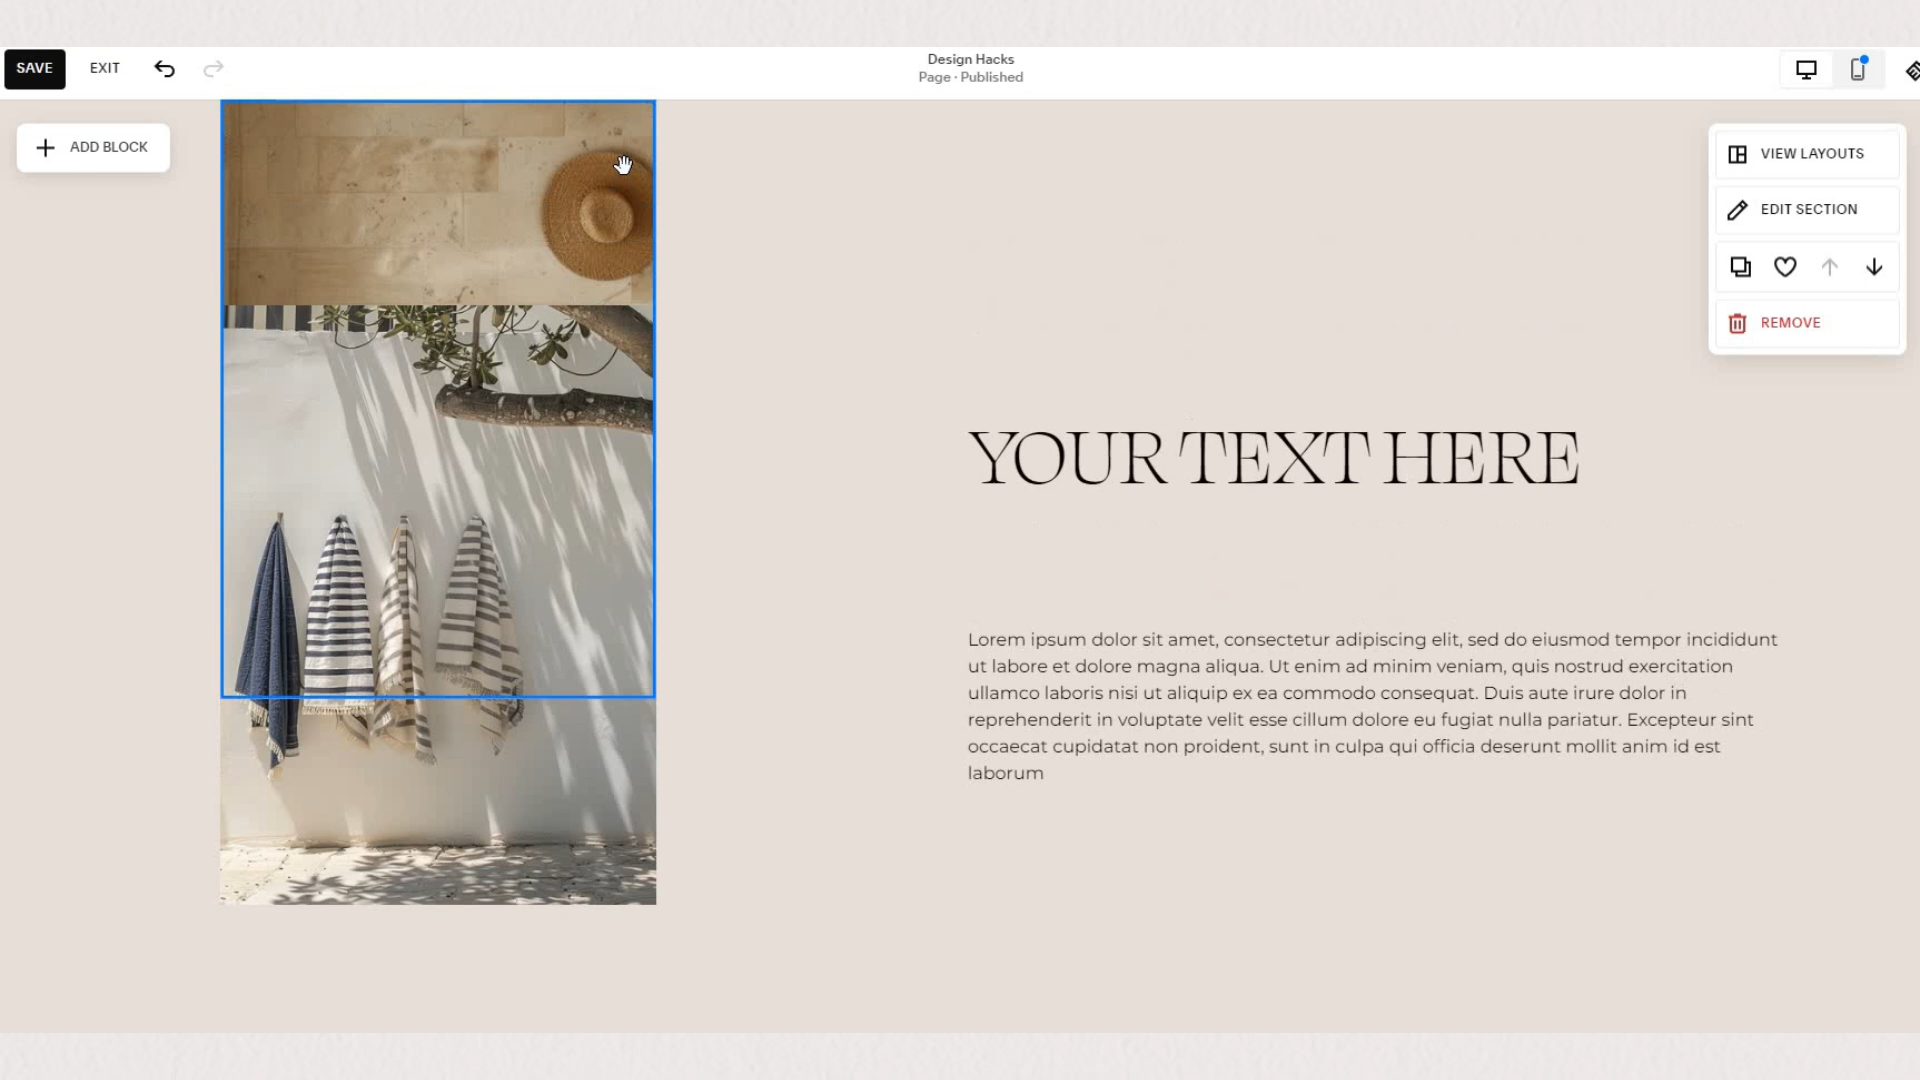 SAVE
EXIT
Design Hacks
Page · Published
ADD BLOCK
VIEW LAYOUTS
EDIT SECTION
REMOVE
YOUR TEXT HERE
Lorem ipsum dolor sit amet, consectetur adipiscing elit, sed do eiusmod tempor incididunt
ut labore et dolore magna aliqua. Ut enim ad minim veniam, quis nostrud exercitation
ullamco laboris nisi ut aliquip ex ea commodo consequat. Duis aute irure dolor in
reprehenderit in voluptate velit esse cillum dolore eu fugiat nulla pariatur. Excepteur sint
occaecat cupidatat non proident, sunt in culpa qui officia deserunt mollit anim id est
laborum